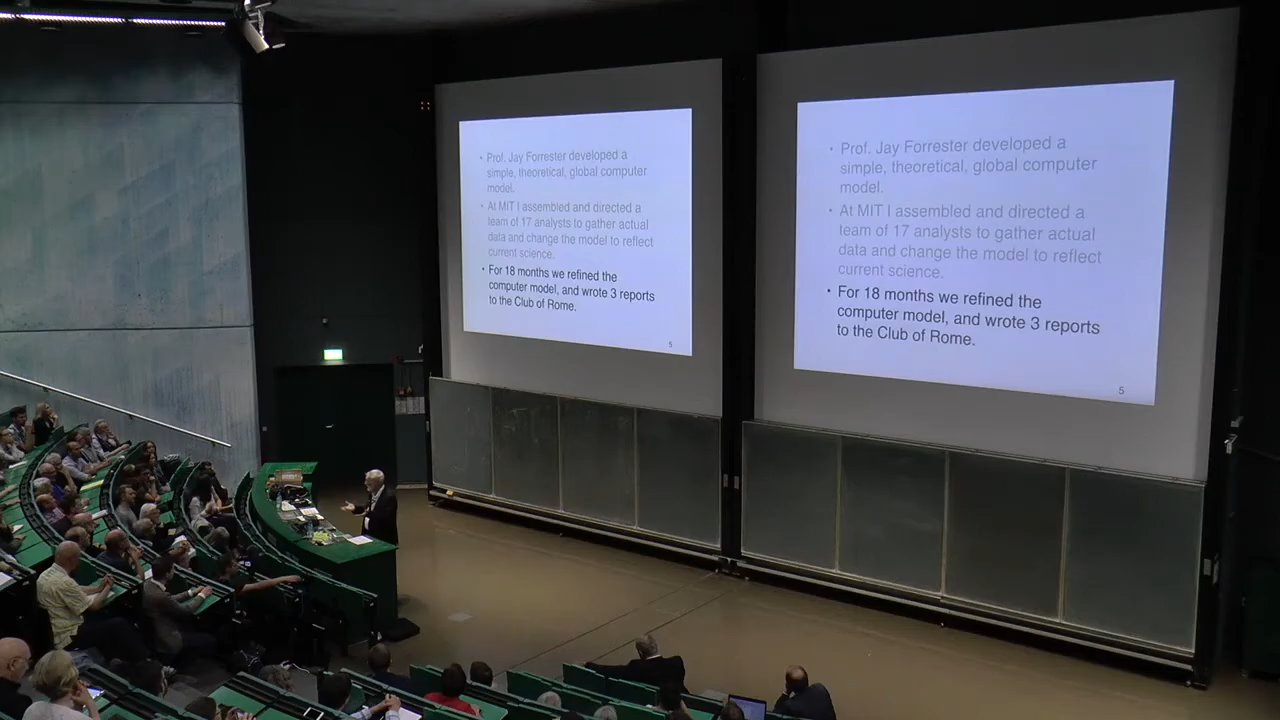 • Prof. Jay Forrester developed a
simple, theoretical, global computer
model.
• At MIT I assembled and directed a
team of 17 analysts to gather actual
data and change the model to reflect
current science.
• For 18 months we refined the
computer model, and wrote 3 reports
to the Club of Rome.
5
• Prof. Jay Forrester developed a
simple, theoretical, global computer
model.
• At MIT I assembled and directed a
team of 17 analysts to gather actual
data and change the model to reflect
current science.
• For 18 months we refined the
computer model, and wrote 3 reports
to the Club of Rome.
5